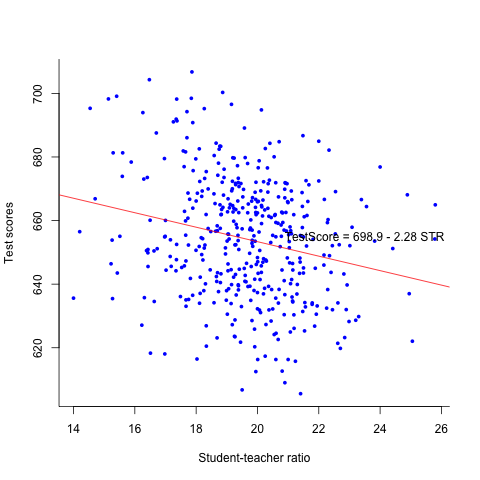 700
680
660
640
620
Test scores
TestScore = 698.9 - 2.28 STR
14 16 18 20 22 24 26
Student-teacher ratio